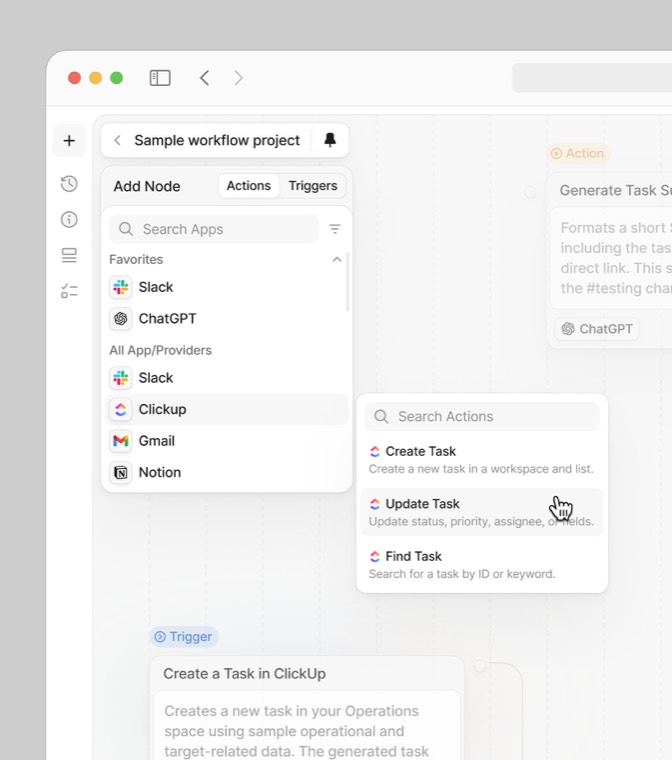 Sample workflow project
Add Node
Actions
Triggers
Search Apps
Favorites
Slack
ChatGPT
All App/Providers
Slack
Clickup
Gmail
Notion
Search Actions
Create Task
Create a new task in a workspace and list.
Update Task
Update status, priority, assignee, or fields.
Find Task
Search for a task by ID or keyword.
Action
Generate Task
Formats a short
including the
direct link. This
the #testing
ChatGPT
Trigger
Create a Task in ClickUp
Creates a new task in your Operations
space using sample operational and
target-related data. The generated task